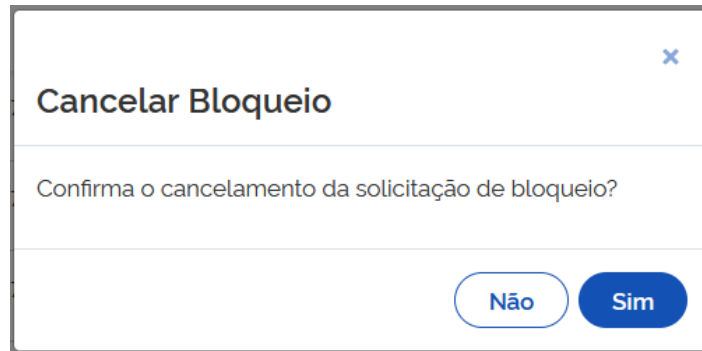 Cancelar Bloqueio
Confirma o cancelamento da solicitação de bloqueio?
Não
Sim